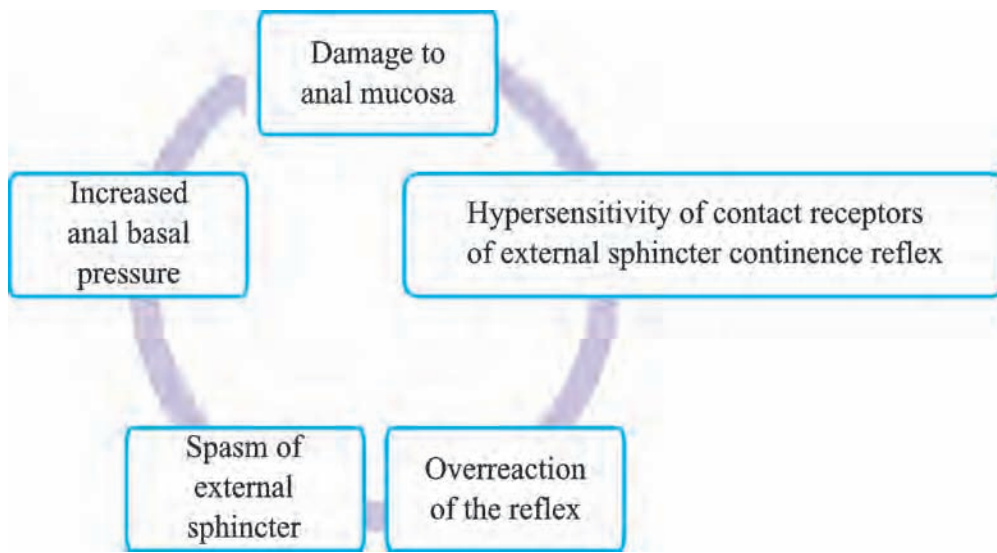 Damage to
anal mucosa
Hypersensitivity of contact receptors
of external sphincter continence reflex
Overreaction
of the reflex
Spasm of
external
sphincter
Increased
anal basal
pressure